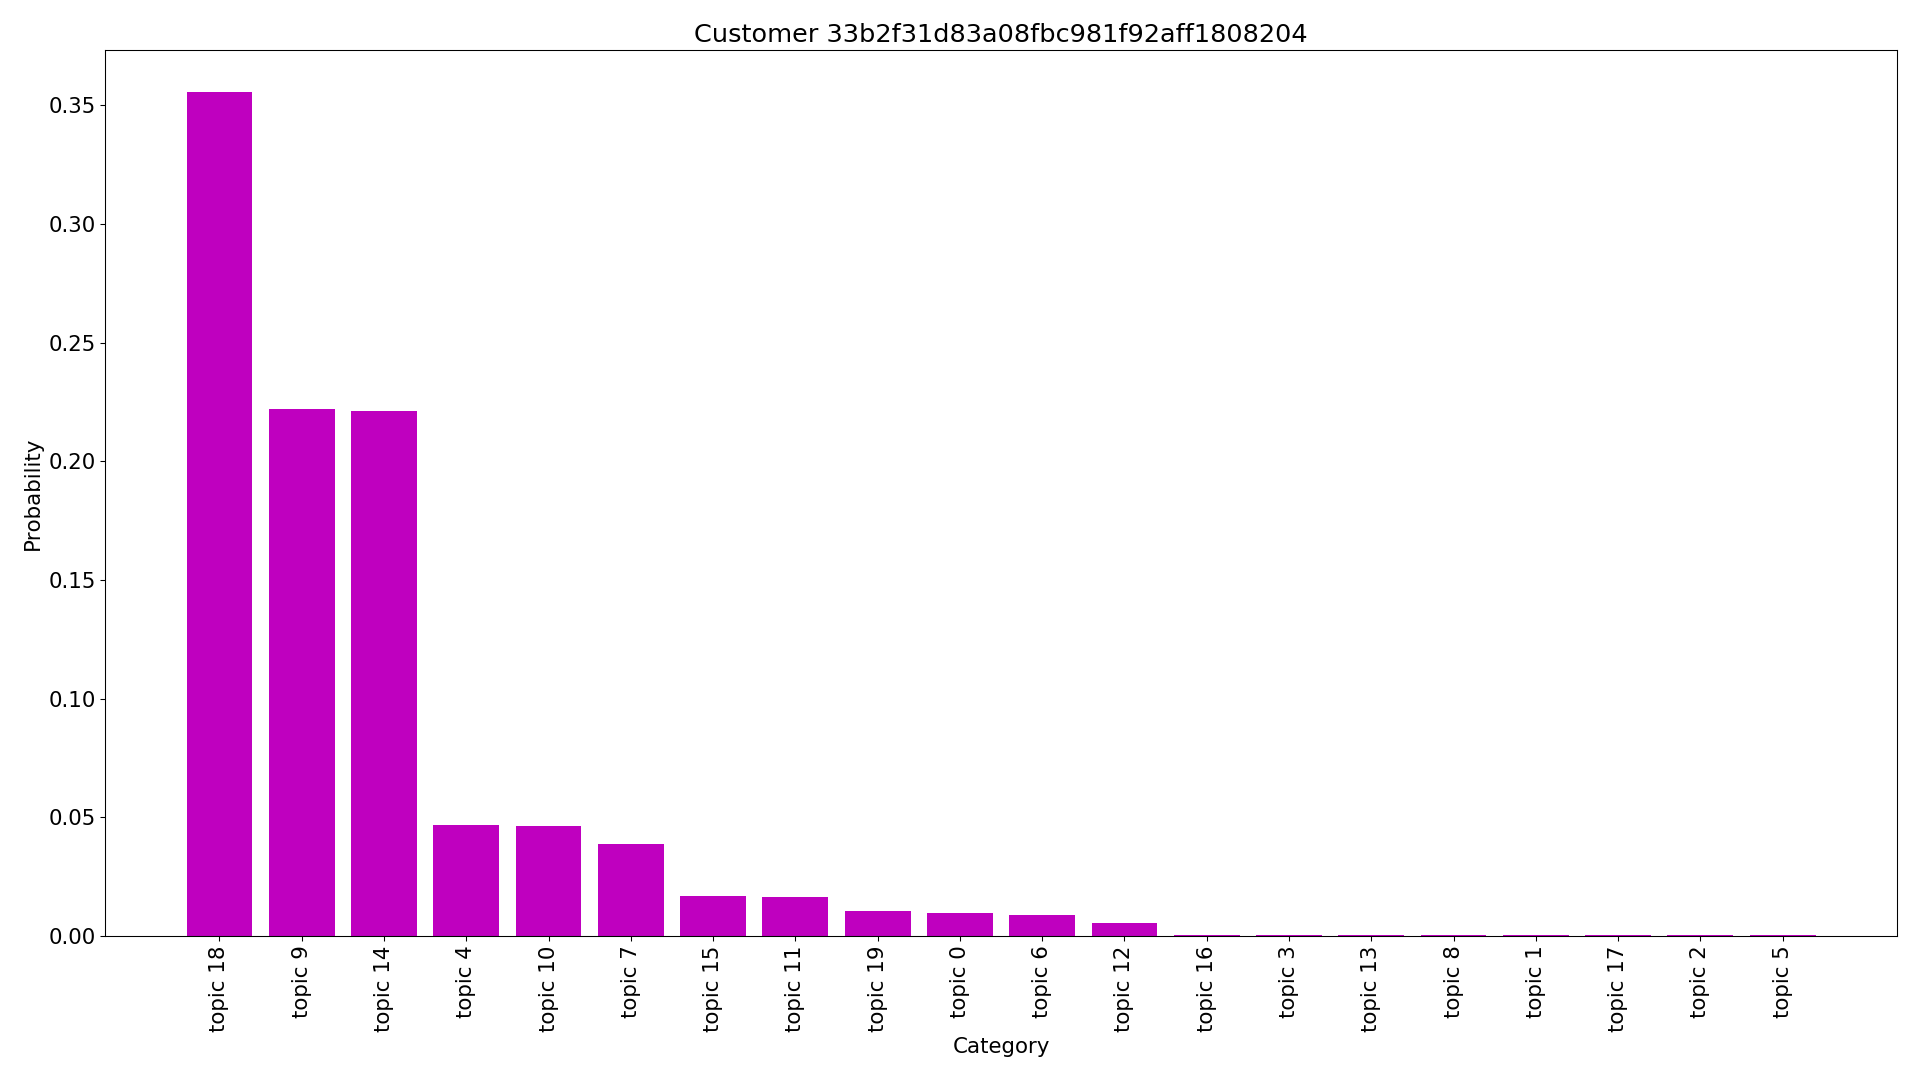 Customer 33b2f31d83a08fbc981f92aff1808204
Probability
0.35
0.30
0.25
0.20
0.15
0.10
0.05
0.00
topic 18
topic 9
topic 14
topic 4
topic 10
topic 7
topic 15
topic 11
topic 19
topic 0
topic 6
topic 12
topic 16
topic 3
topic 13
topic 8
topic 1
topic 17
topic 2
topic 5
Category